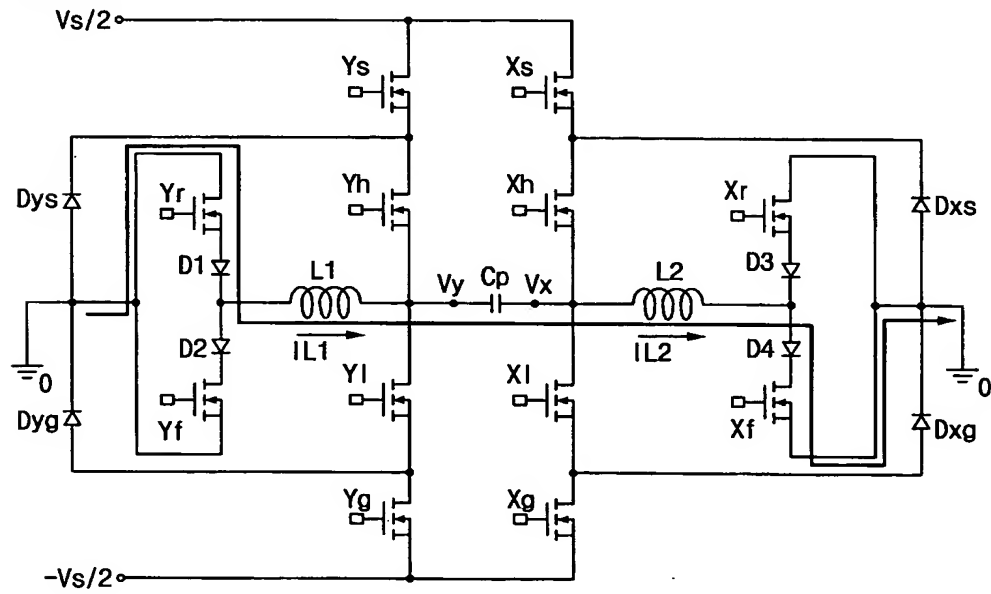 Vs/2
Ys
Xs
Dys
Yr
Yh
Xh
Xr
Dxs
D1
L1
Vy
Cp
Vx
L2
D3
0
D2
IL1
IL2
D4
0
Dyg
Yf
Yl
Xl
Xf
Dxg
Yg
Xg
-Vs/2